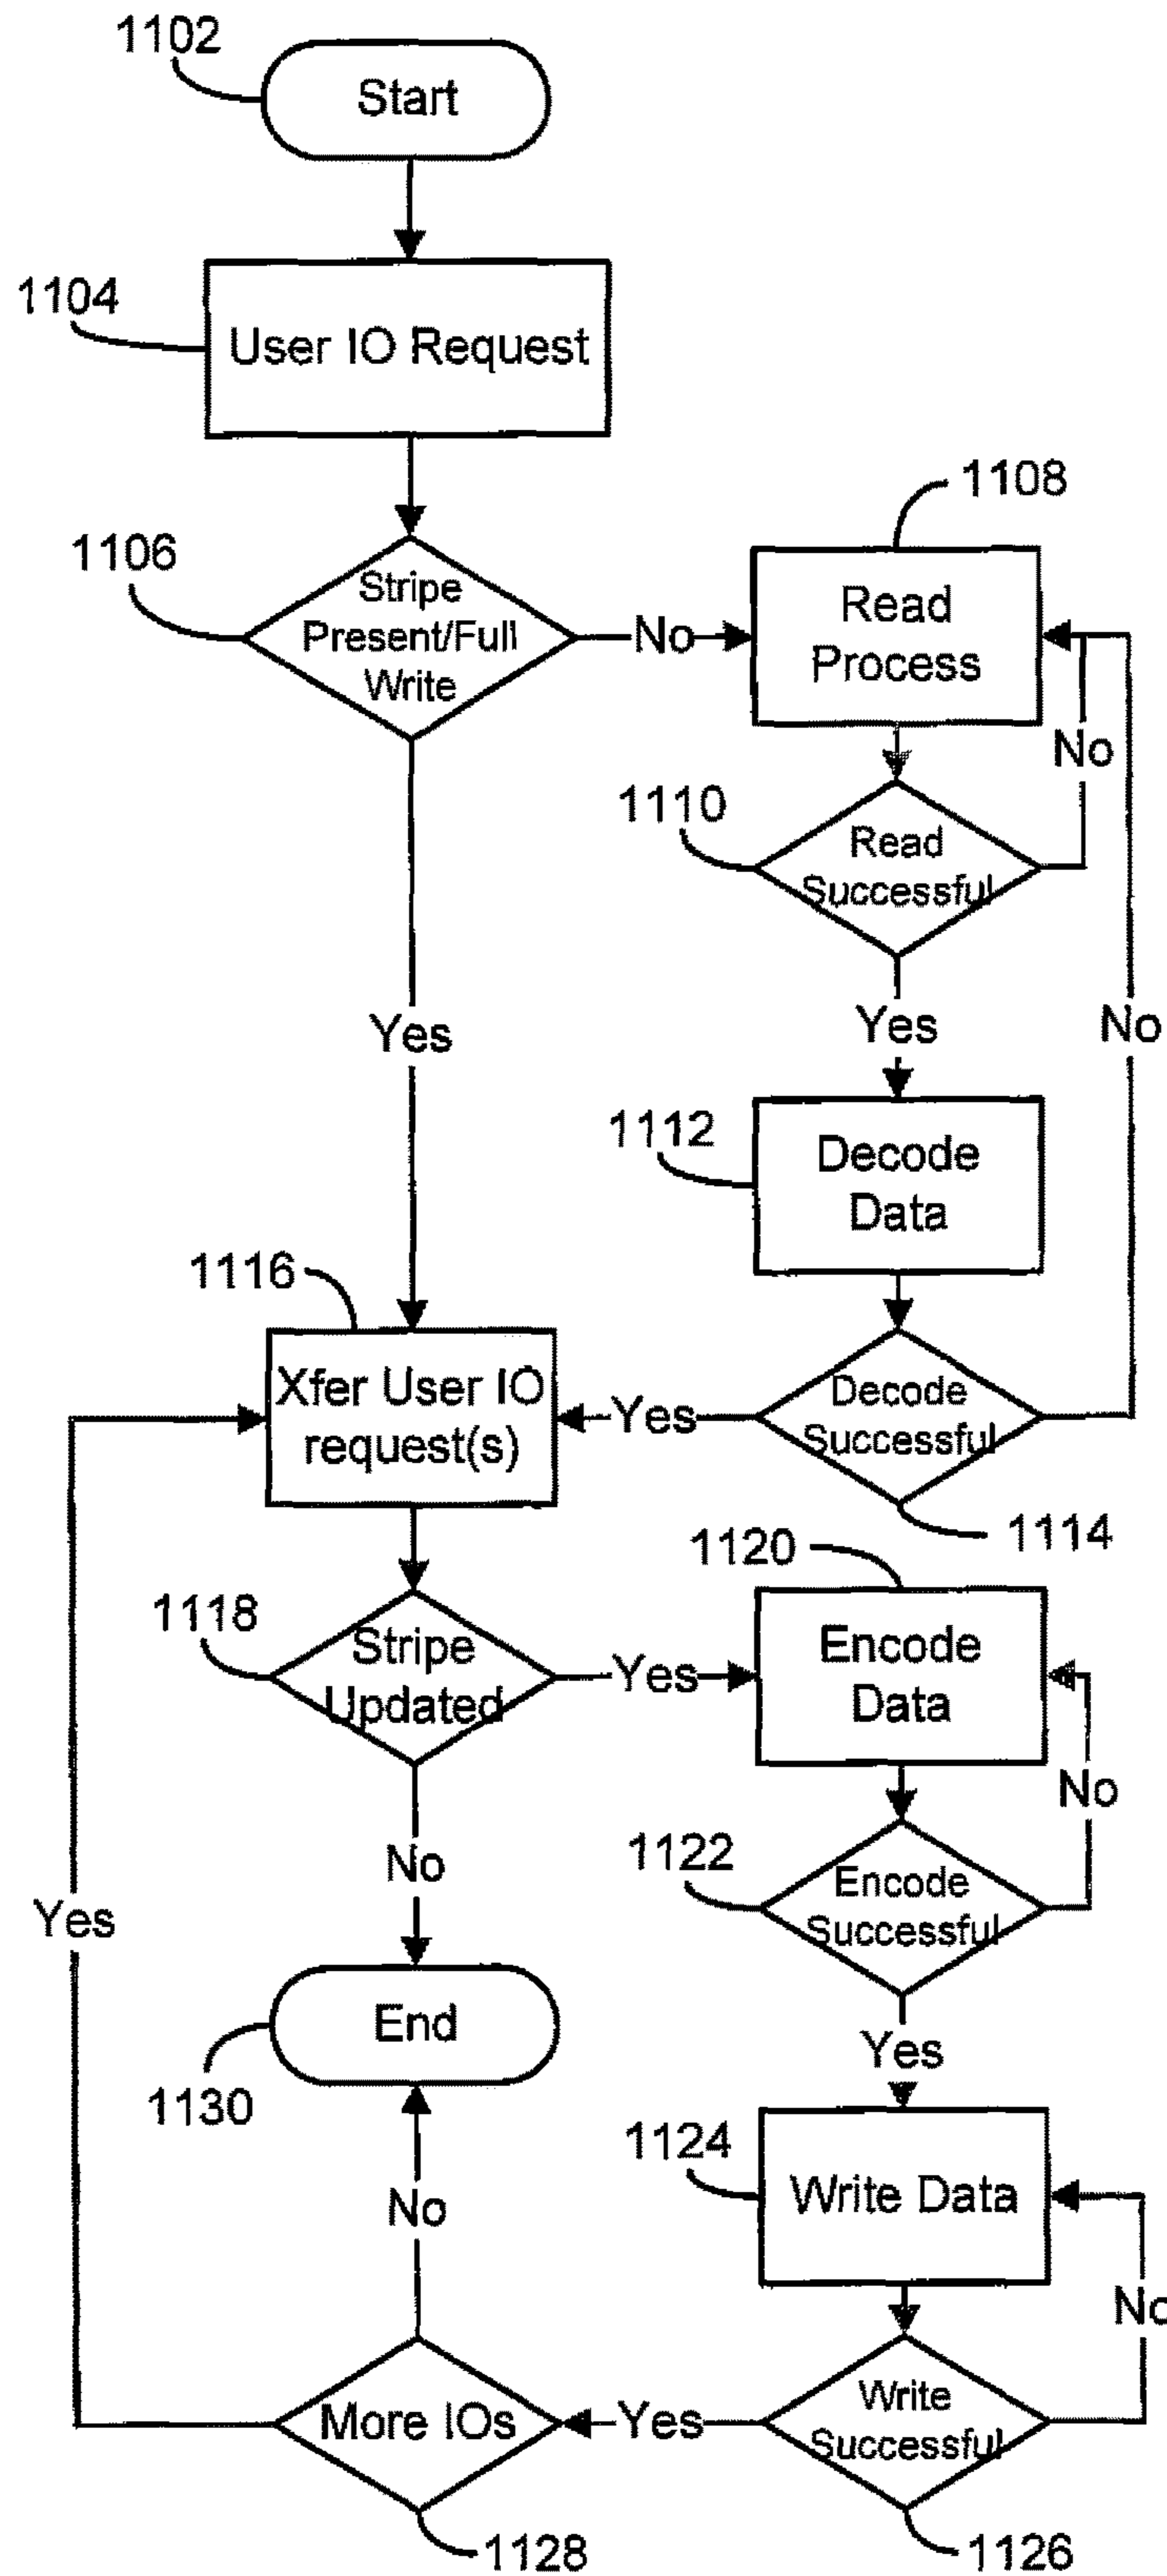 1102
Start
1104
User IO Request
1108
1106
Stripe
Present/Full
Write
No
Read
Process
No
1110
Read
Successful
Yes
Yes
No
1112
Decode
Data
1116
Xfer User IO
request(s)
Yes
Decode
Successful
1114
1120
1118
Stripe
Updated
Yes
Encode
Data
No
No
1122
Encode
Successful
Yes
End
Yes
1130
1124
Write Data
No
No
More IOs
Yes
Write
Successful
1128
1126